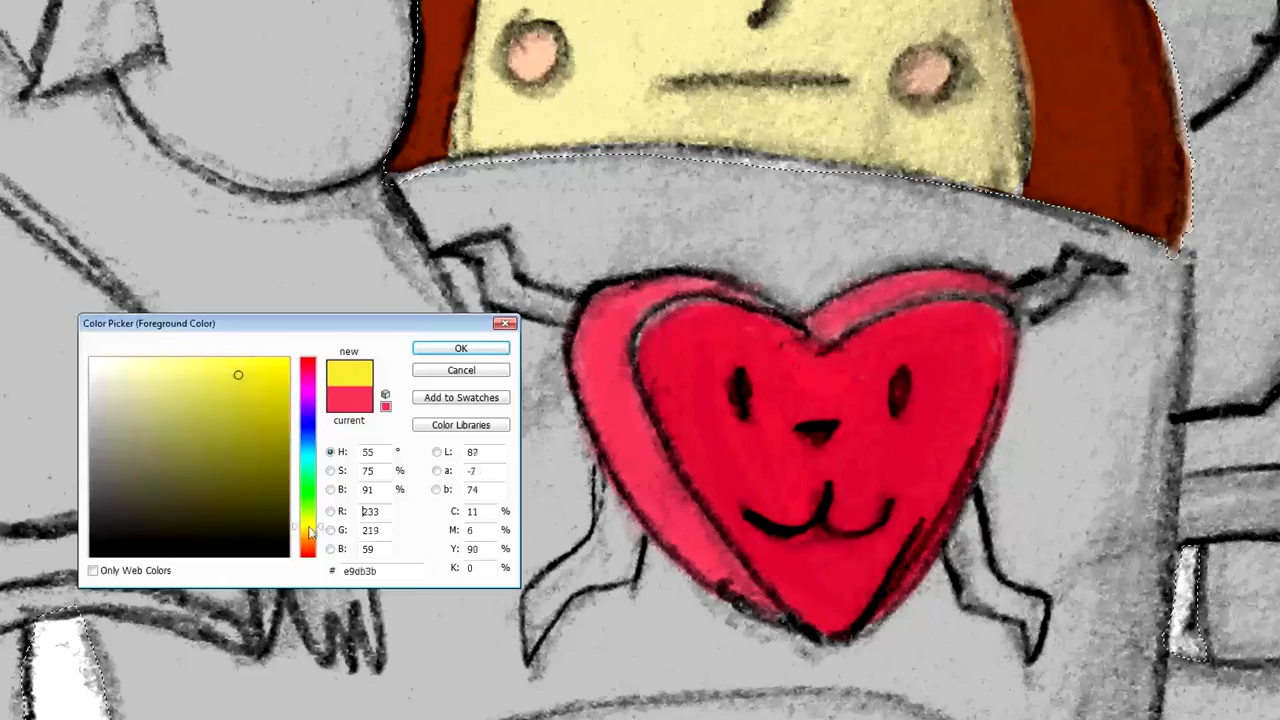 Color Picker (Foreground Color)
new
current
OK
Cancel
Add to Swatches
Color Libraries
H: 55 °
S: 75 %
B: 91 %
R: 233
G: 219
B: 59
# e9db3b
L: 87
a: -7
b: 74
C: 11 %
M: 6 %
Y: 90 %
K: 0 %
Only Web Colors